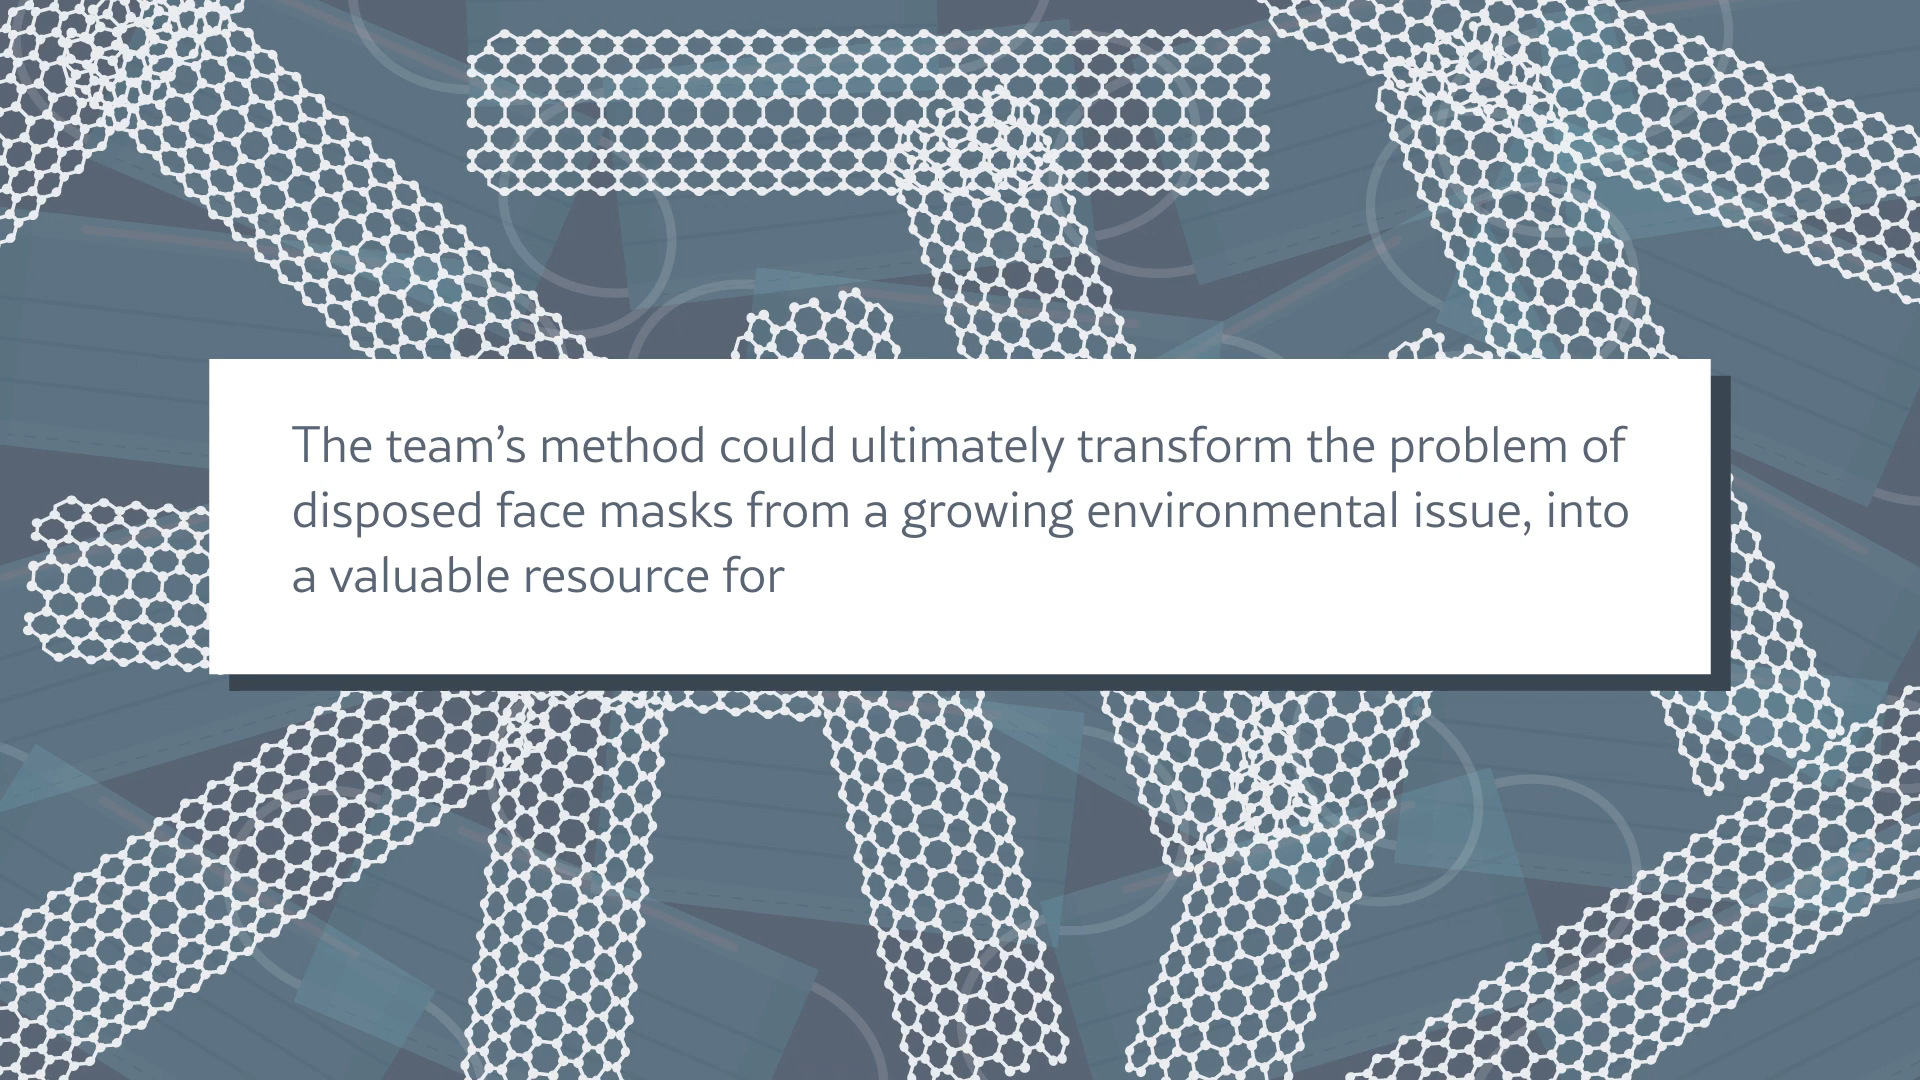 The team’s method could ultimately transform the problem of
disposed face masks from a growing environmental issue, into
a valuable resource for